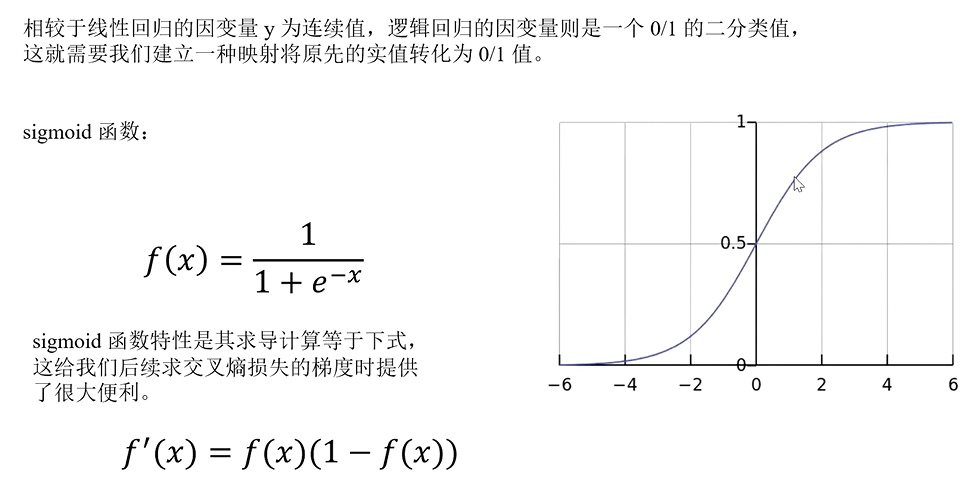 相较于线性回归的因变量 y 为连续值，逻辑回归的因变量则是一个 0/1 的二分类值，
这就需要我们建立一种映射将原先的实值转化为 0/1 值。
sigmoid 函数：
f(x) = 1 / (1 + e^{-x})
sigmoid 函数特性是其求导计算等于下式，
这给我们后续求交叉熵损失的梯度时提供
了很大便利。
f′(x) = f(x)(1 − f(x))
1
0.5
0
−6 −4 −2 0 2 4 6